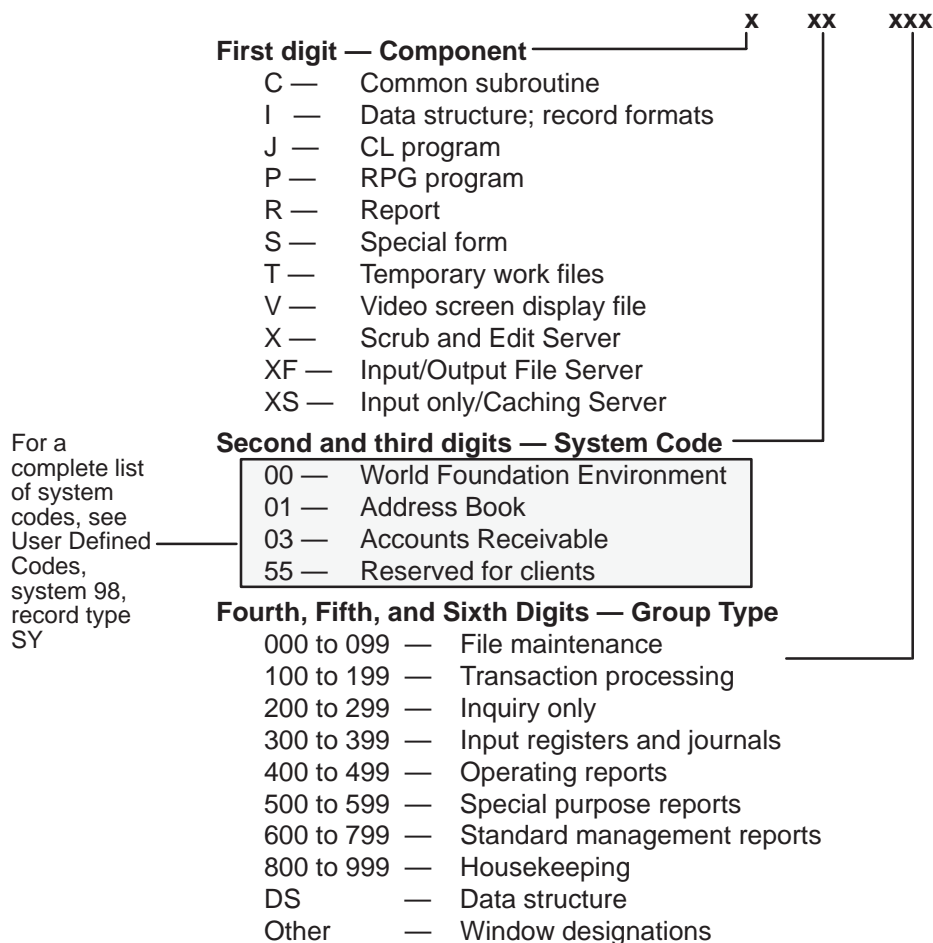 x xx xxx
First digit — Component
C — Common subroutine
I — Data structure; record formats
J — CL program
P — RPG program
R — Report
S — Special form
T — Temporary work files
V — Video screen display file
X — Scrub and Edit Server
XF — Input/Output File Server
XS — Input only/Caching Server
For a
complete list
of system
codes, see
User Defined
Codes,
system 98,
record type
SY
Second and third digits — System Code
00 — World Foundation Environment
01 — Address Book
03 — Accounts Receivable
55 — Reserved for clients
Fourth, Fifth, and Sixth Digits — Group Type
000 to 099 — File maintenance
100 to 199 — Transaction processing
200 to 299 — Inquiry only
300 to 399 — Input registers and journals
400 to 499 — Operating reports
500 to 599 — Special purpose reports
600 to 799 — Standard management reports
800 to 999 — Housekeeping
DS — Data structure
Other — Window designations